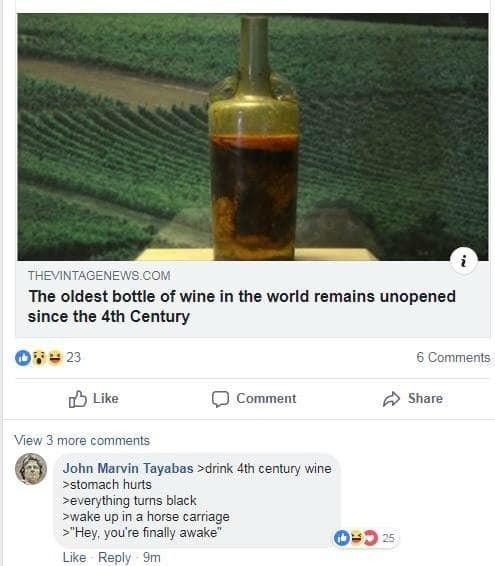 THEVINTAGENEWS.COM
The oldest bottle of wine in the world remains unopened
since the 4th Century
23
6 Comments
Like
Comment
Share
View 3 more comments
John Marvin Tayabas >drink 4th century wine
>stomach hurts
>everything turns black
>wake up in a horse carriage
>"Hey, you're finally awake"
25
Like · Reply · 9m